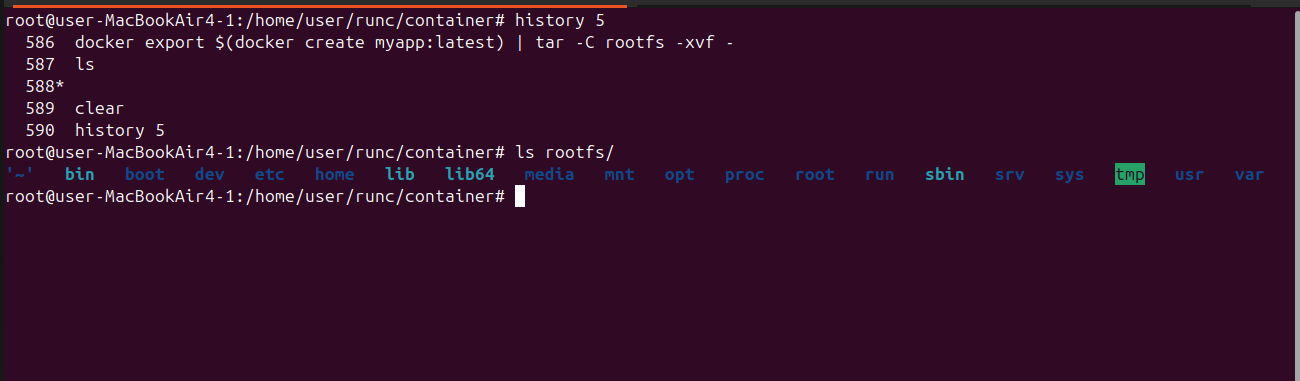 root@user-MacBookAir4-1:/home/user/runc/container# history 5
586 docker export $(docker create myapp:latest) | tar -C rootfs -xvf -
587 ls
588*
589 clear
590 history 5
root@user-MacBookAir4-1:/home/user/runc/container# ls rootfs/
'~' bin boot dev etc home lib lib64 media mnt opt proc root run sbin srv sys tmp usr var
root@user-MacBookAir4-1:/home/user/runc/container#